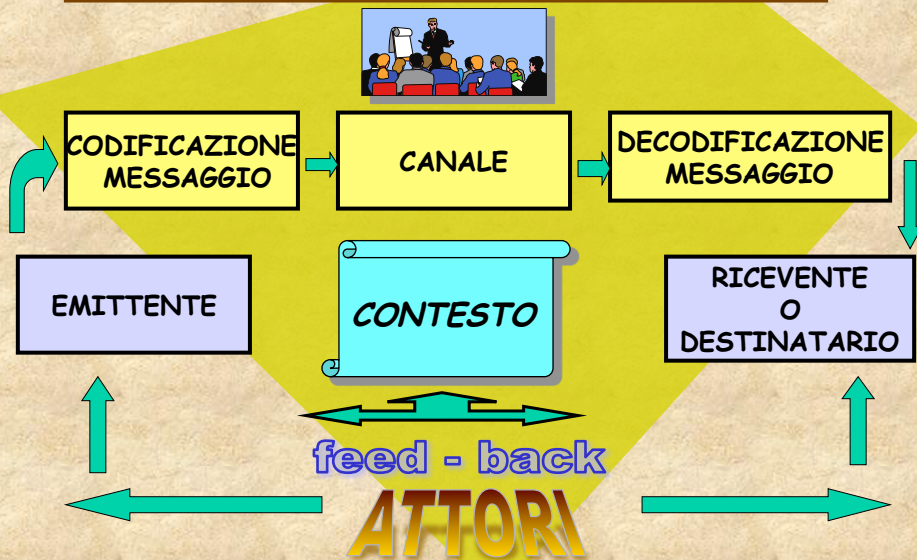 CODIFICAZIONE
MESSAGGIO
CANALE
DECODIFICAZIONE
MESSAGGIO
EMITTENTE
CONTESTO
RICEVENTE
O
DESTINATARIO
feed - back
ATTORI